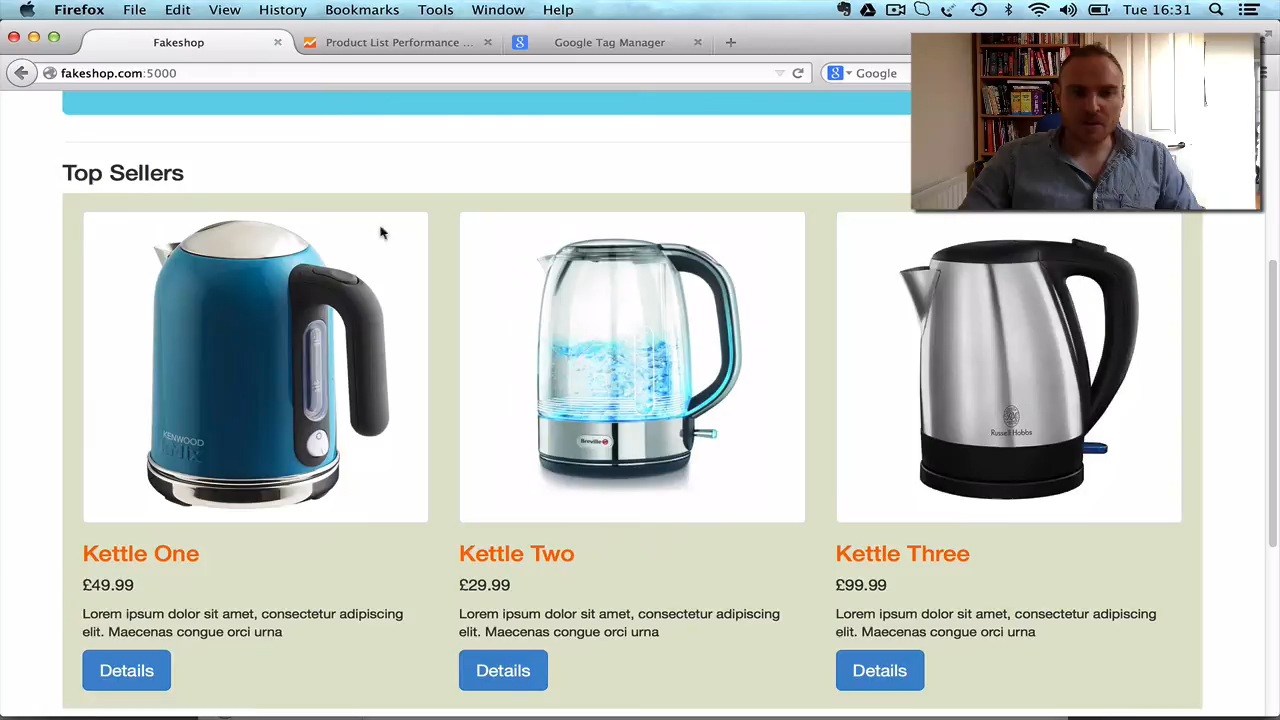 Firefox File Edit View History Bookmarks Tools Window Help Tue 16:31
Fakeshop Product List Performance ... Google Tag Manager
fakeshop.com:5000 Google
Top Sellers
KENWOOD
Breville
Russell Hobbs
Kettle One Kettle Two Kettle Three
£49.99 £29.99 £99.99
Lorem ipsum dolor sit amet, consectetur adipiscing
elit. Maecenas congue orci urna
Lorem ipsum dolor sit amet, consectetur adipiscing
elit. Maecenas congue orci urna
Lorem ipsum dolor sit amet, consectetur adipiscing
elit. Maecenas congue orci urna
Details Details Details